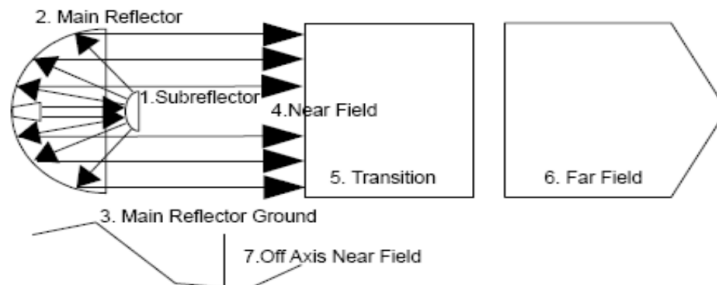 2. Main Reflector
1.Subreflector
4.Near Field
5. Transition
6. Far Field
3. Main Reflector Ground
7.Off Axis Near Field